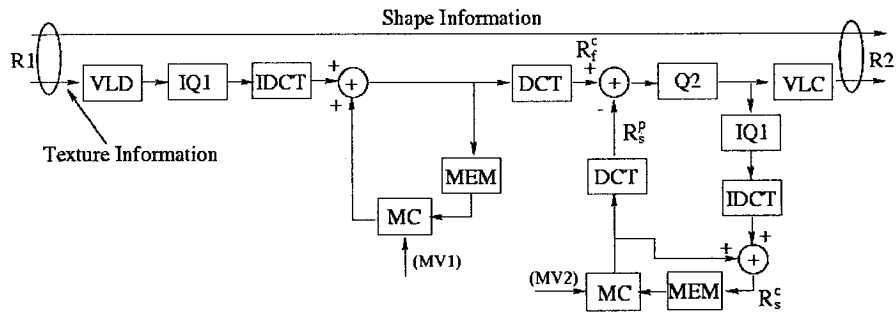 Shape Information
R1
R2
VLD
IQ1
IDCT
+
+
+
DCT
R_f^c
+
+
-
Q2
VLC
Texture Information
R_s^p
IQ1
MEM
DCT
IDCT
MC
(MV1)
+
+
+
(MV2)
MC
MEM
R_s^c